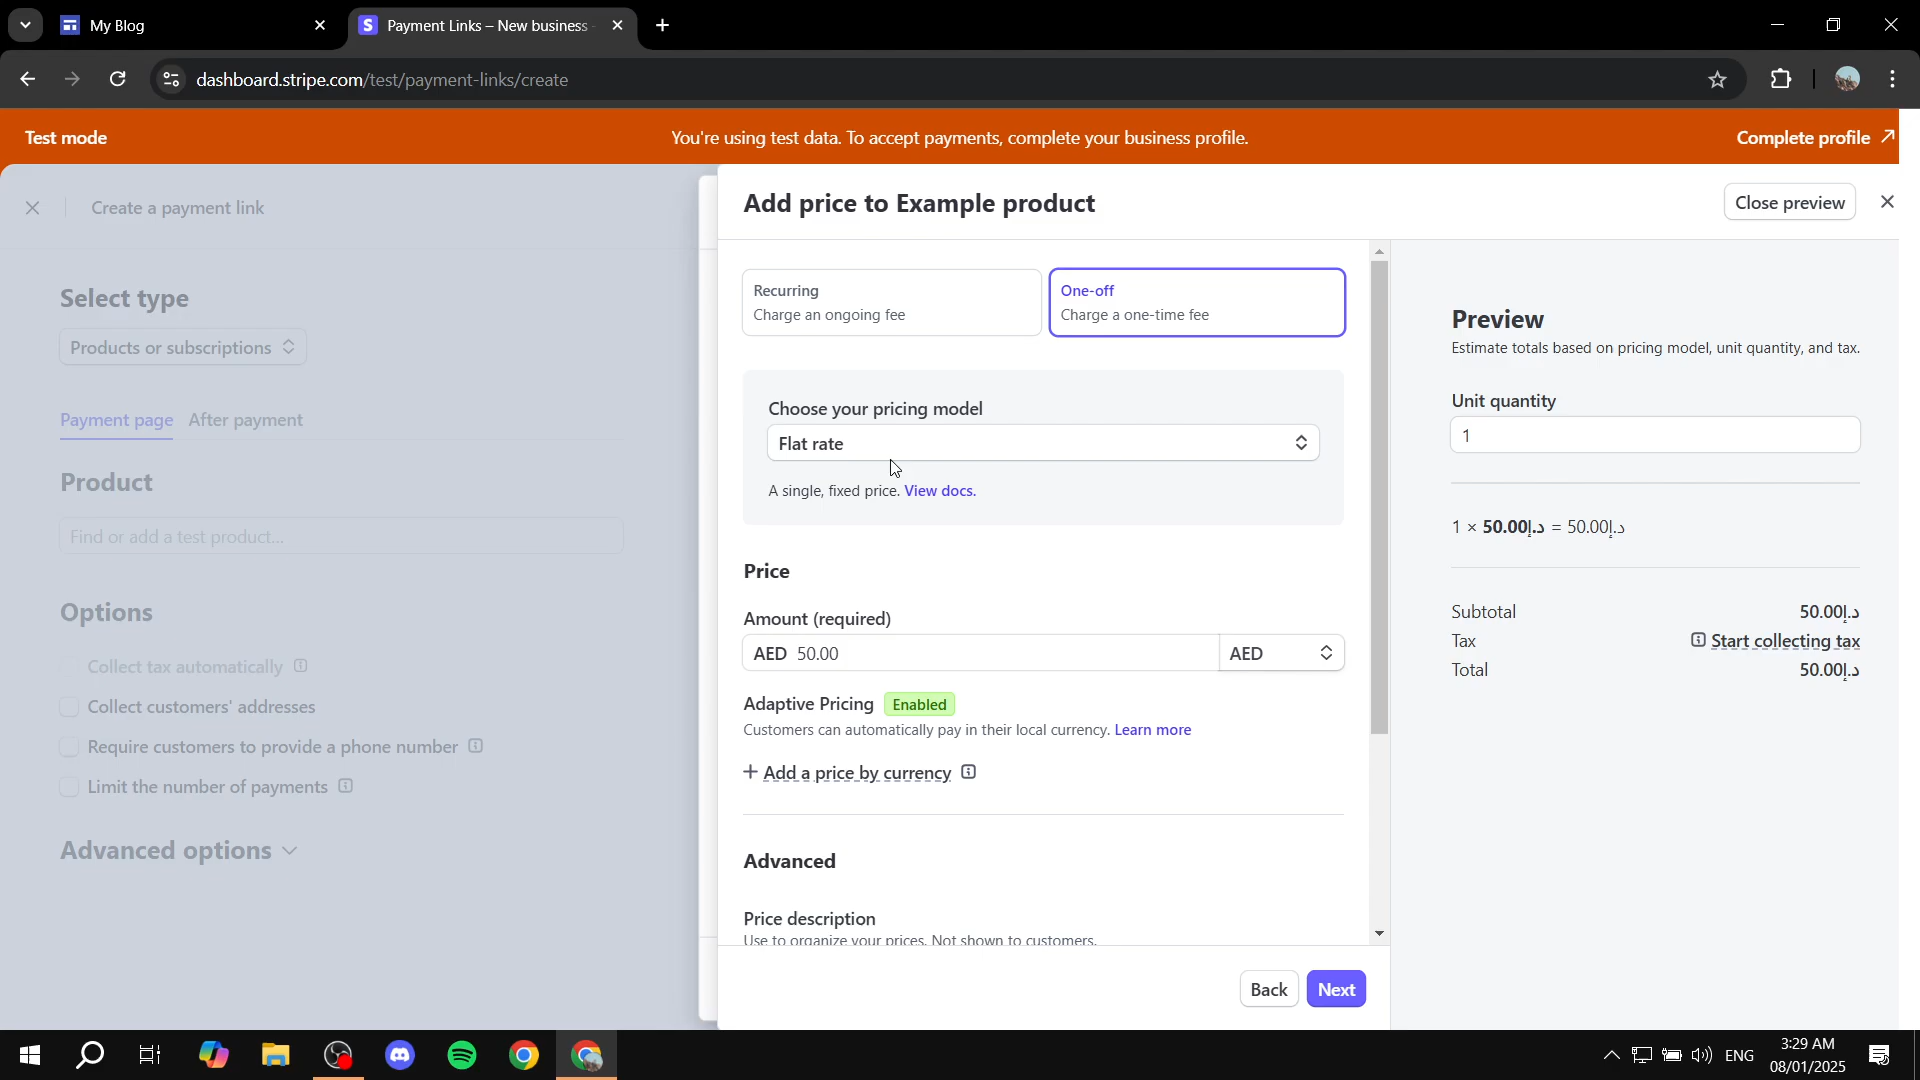 My Blog
Payment Links – New business
dashboard.stripe.com/test/payment-links/create
Test mode
You're using test data. To accept payments, complete your business profile.
Complete profile
Create a payment link
Add price to Example product
Close preview
Select type
Products or subscriptions
Payment page
After payment
Product
Find or add a test product...
Options
Collect tax automatically
Collect customers' addresses
Require customers to provide a phone number
Limit the number of payments
Advanced options
Recurring
Charge an ongoing fee
One-off
Charge a one-time fee
Choose your pricing model
Flat rate
A single, fixed price. View docs.
Price
Amount (required)
AED 50.00
AED
Adaptive Pricing Enabled
Customers can automatically pay in their local currency. Learn more
Add a price by currency
Advanced
Price description
Use to organize your prices. Not shown to customers.
Back
Next
Preview
Estimate totals based on pricing model, unit quantity, and tax.
Unit quantity
1
1 × 50.00د.إ = 50.00د.إ
Subtotal 50.00د.إ
Tax Start collecting tax
Total 50.00د.إ
ENG
3:29 AM
08/01/2025